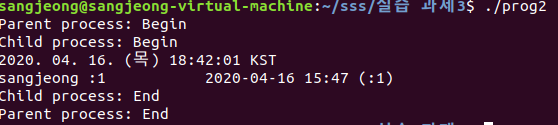 sangjeong@sangjeong-virtual-machine:~/sss/실습 과제3$ ./prog2
Parent process: Begin
Child process: Begin
2020. 04. 16. (목) 18:42:01 KST
sangjeong :1 2020-04-16 15:47 (:1)
Child process: End
Parent process: End